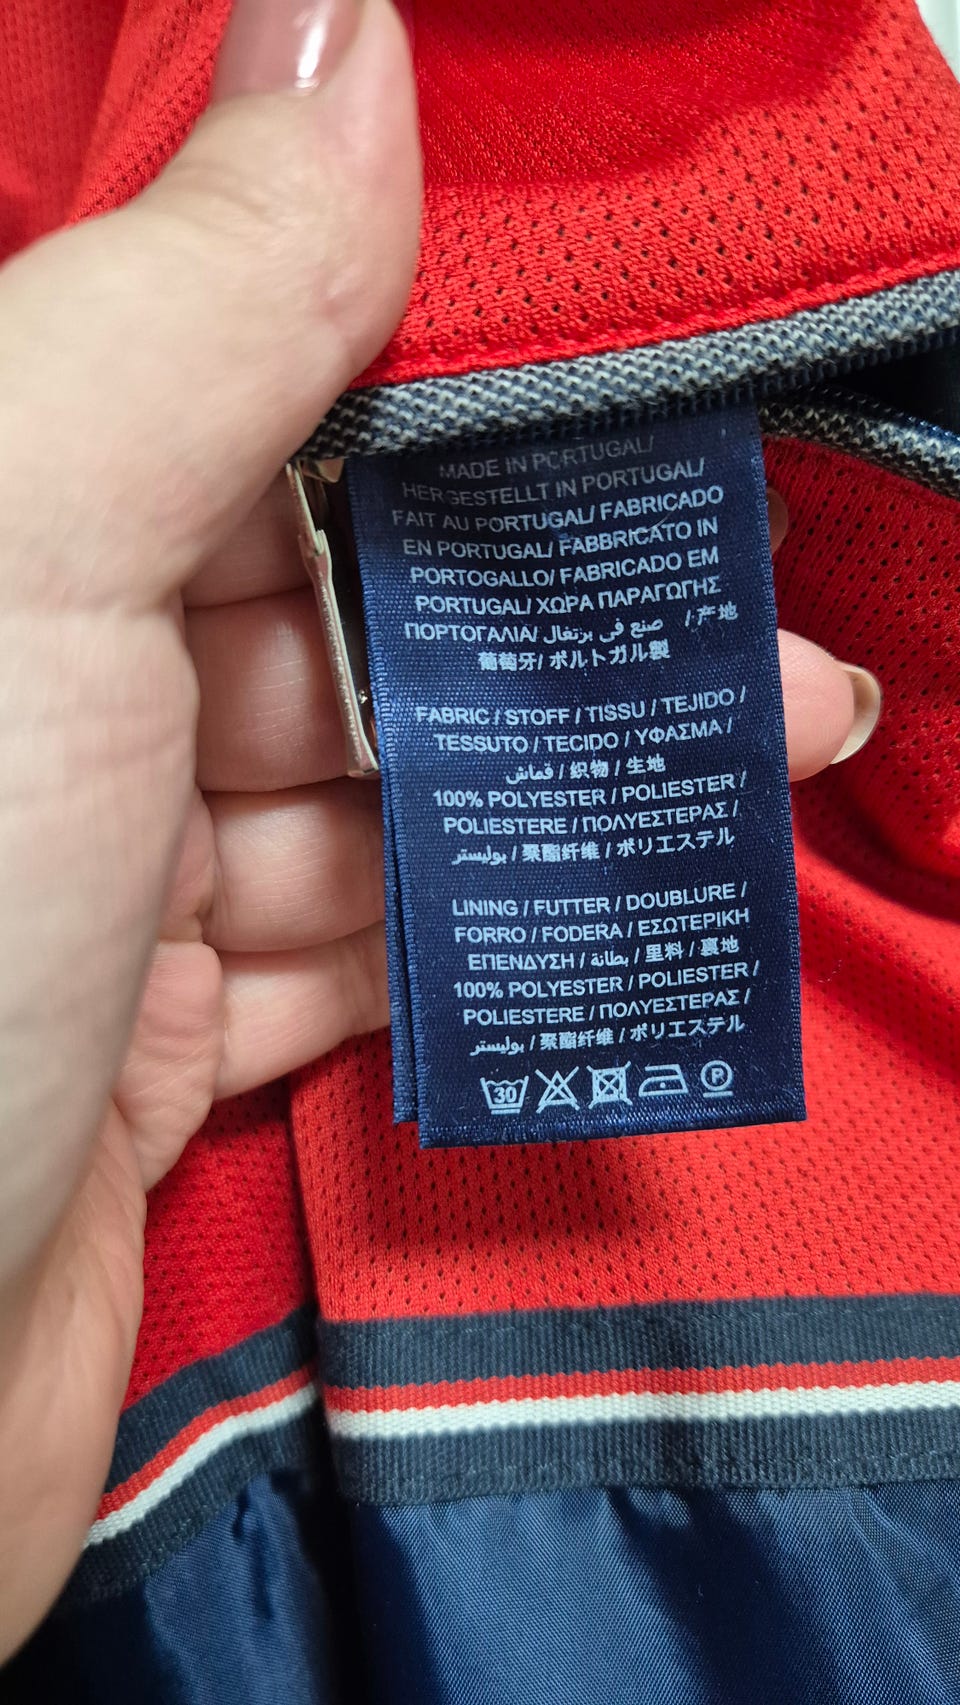 MADE IN PORTUGAL/
HERGESTELLT IN PORTUGAL/
FAIT AU PORTUGAL/ FABRICADO
EN PORTUGAL/ FABBRICATO IN
PORTOGALLO/ FABRICADO EM
PORTUGAL/ ΧΩΡΑ ΠΑΡΑΓΩΓΗΣ
ΠΟΡΤΟΓΑΛΙΑ/ صنع في برتغال /产地
葡萄牙/ ポルトガル製
FABRIC / STOFF / TISSU / TEJIDO /
TESSUTO / TECIDO / ΥΦΑΣΜΑ /
قماش / 织物 / 生地
100% POLYESTER / POLIESTER /
POLIESTERE / ΠΟΛΥΕΣΤΕΡΑΣ /
بوليستر / 聚酯纤维 / ポリエステル
LINING / FUTTER / DOUBLURE /
FORRO / FODERA / ΕΣΩΤΕΡΙΚΗ
ΕΠΕΝΔΥΣΗ / بطانة / 里料 / 裏地
100% POLYESTER / POLIESTER /
POLIESTERE / ΠΟΛΥΕΣΤΕΡΑΣ /
بوليستر / 聚酯纤维 / ポリエステル
30 P